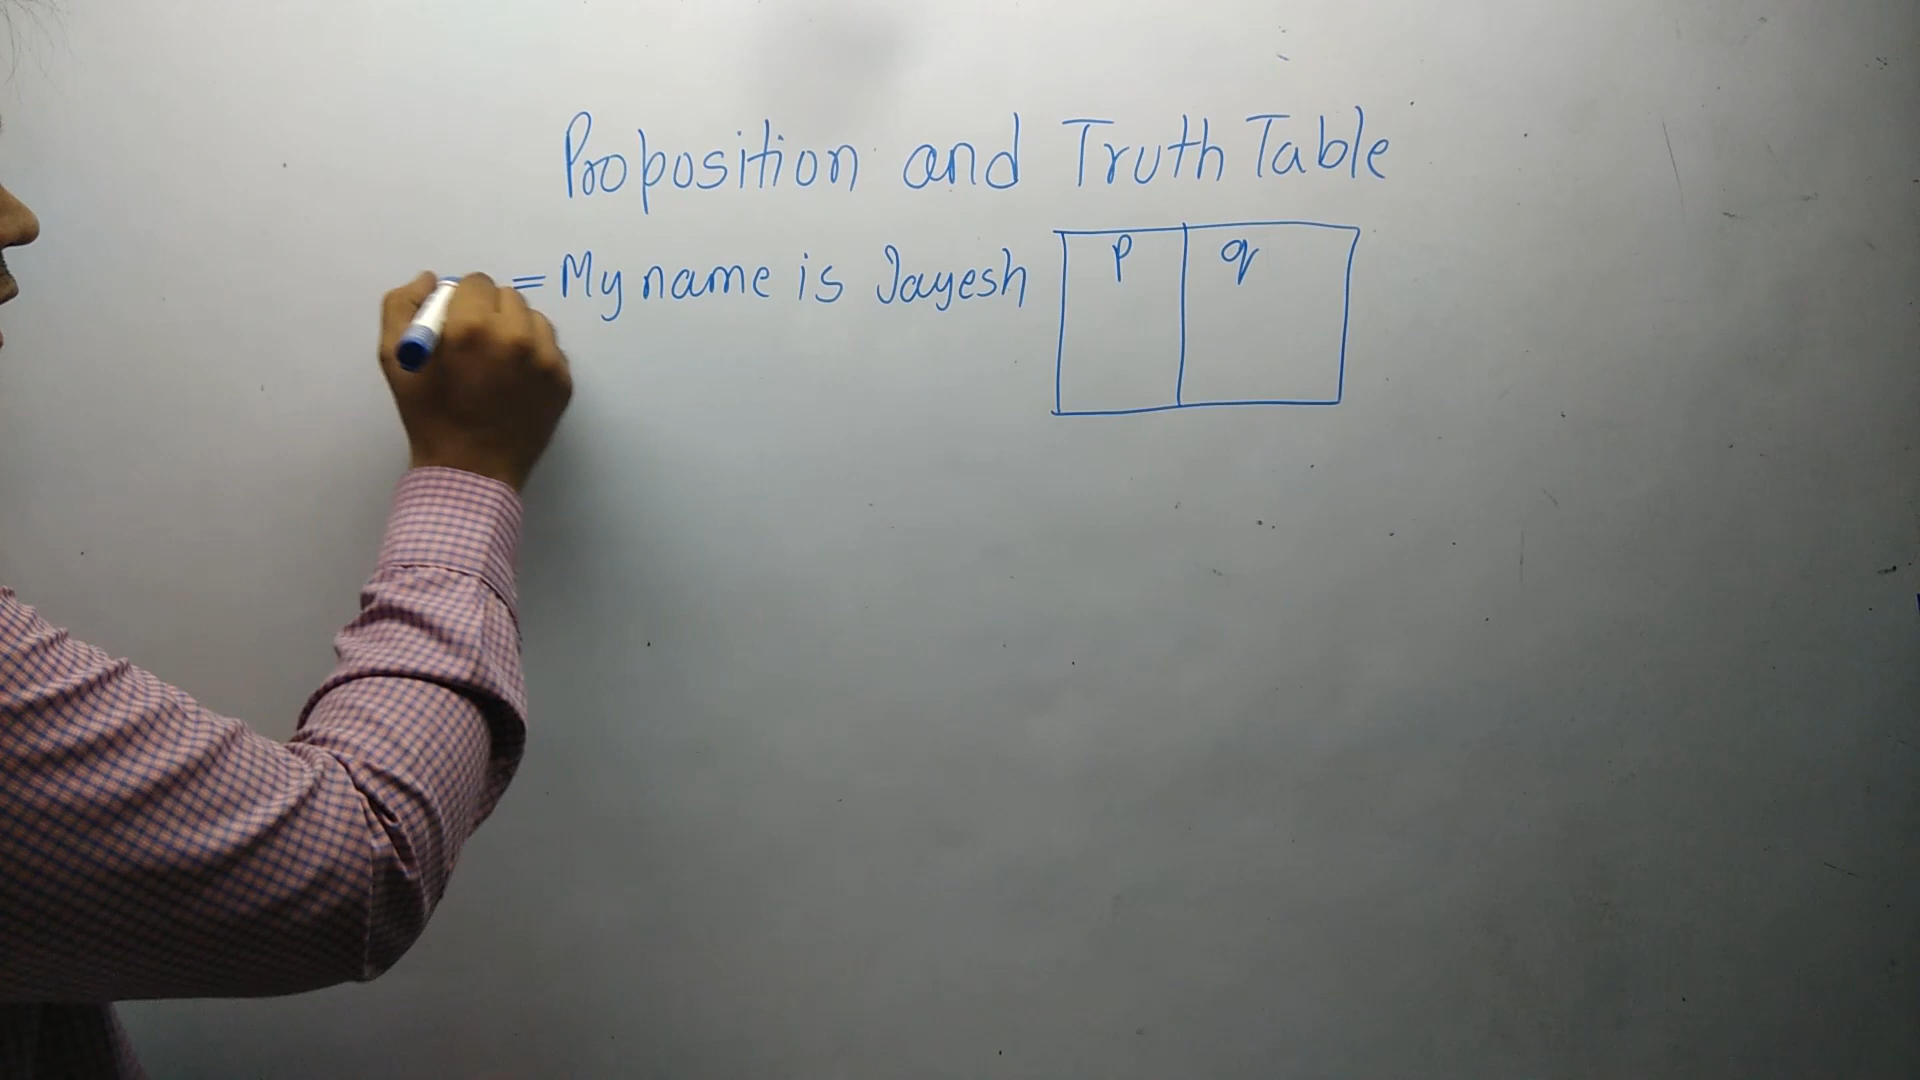 Proposition and Truth Table
= My name is Jayesh
p q